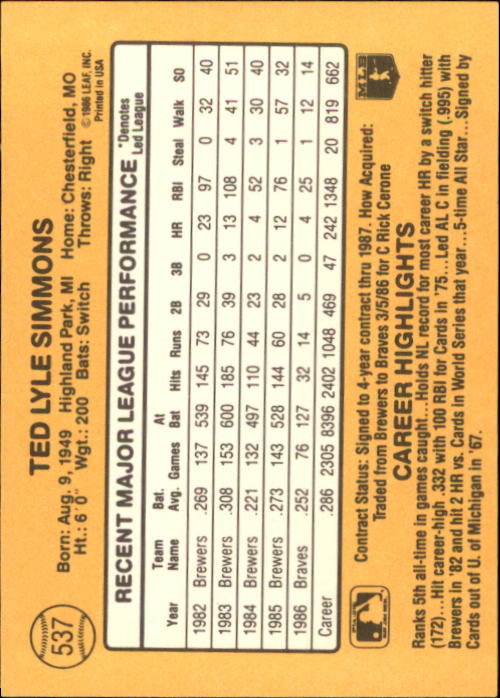 537
TED LYLE SIMMONS
Born: Aug. 9, 1949 Highland Park, MI Home: Chesterfield, MO
Ht.: 6'0" Wgt.: 200 Bats: Switch Throws: Right © 1986 LEAF, INC.
Printed in USA
RECENT MAJOR LEAGUE PERFORMANCE *Denotes Led League
Year Team Name Bat. Avg. Games At Bat Hits Runs 2B 3B HR RBI Steal Walk SO
1982 Brewers .269 137 539 145 73 29 0 23 97 0 32 40
1983 Brewers .308 153 600 185 76 39 3 13 108 4 41 51
1984 Brewers .221 132 497 110 44 23 2 4 52 3 30 40
1985 Brewers .273 143 528 144 60 28 2 12 76 1 57 32
1986 Braves .252 76 127 32 14 5 0 4 25 1 12 14
Career .286 2305 8396 2402 1048 469 47 242 1348 20 819 662
Contract Status: Signed to 4-year contract thru 1987. How Acquired:
Traded from Brewers to Braves 3/5/86 for C Rick Cerone
MLB
CAREER HIGHLIGHTS
Ranks 5th all-time in games caught...Holds NL record for most career HR by a switch hitter
(172)...Hit career-high .332 with 100 RBI for Cards in '75...Led AL C in fielding (.995) with
Brewers in '82 and hit 2 HR vs. Cards in World Series that year...5-time All Star...Signed by
Cards out of U. of Michigan in '67.